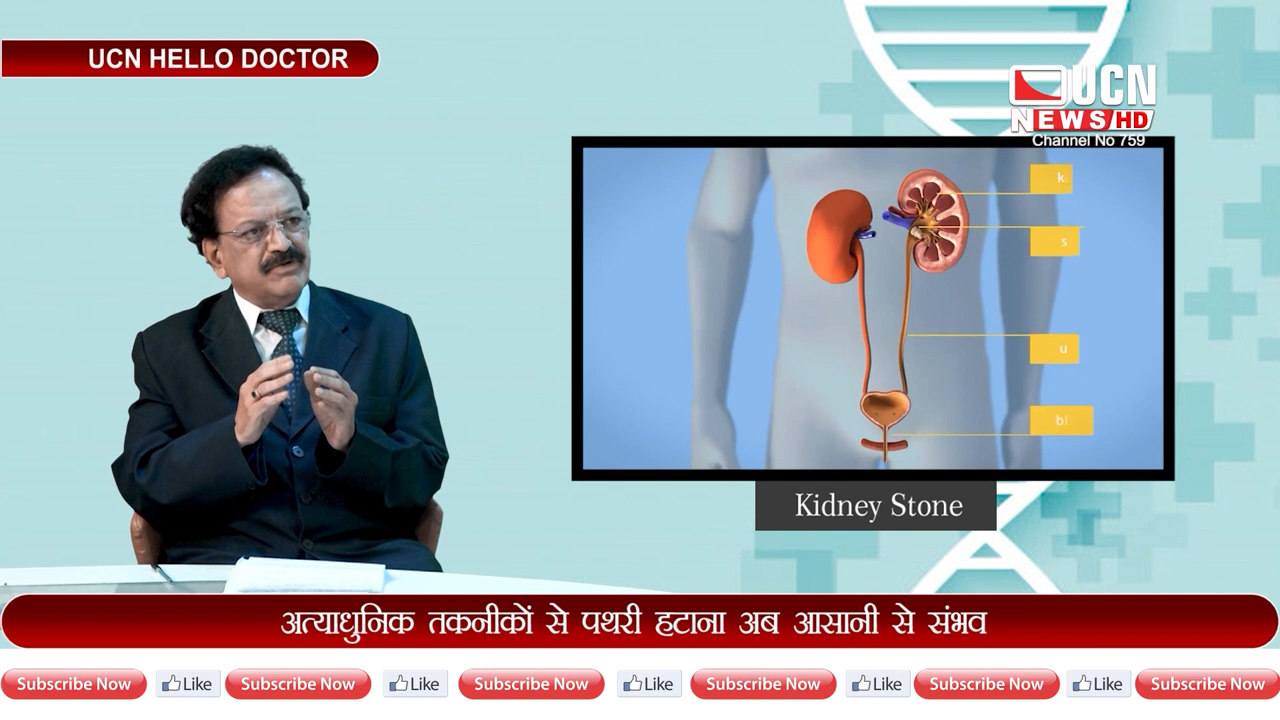 UCN HELLO DOCTOR
UCN
NEWS HD
Channel No 759
k
s
u
bl
Kidney Stone
अत्याधुनिक तकनीकों से पथरी हटाना अब आसानी से संभव
Subscribe Now Like Subscribe Now Like Subscribe Now Like Subscribe Now Like Subscribe Now Like Subscribe Now